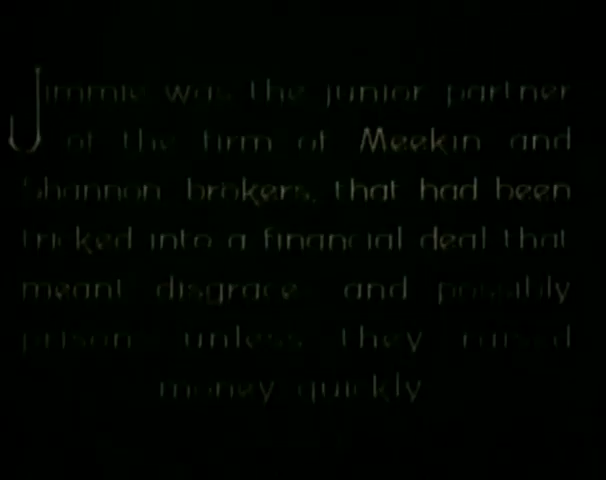 Jimmie was the junior partner
of the firm of Meekin and
Shannon brokers, that had been
tricked into a financial deal that
meant disgrace and possibly
prison unless they raised
money quickly